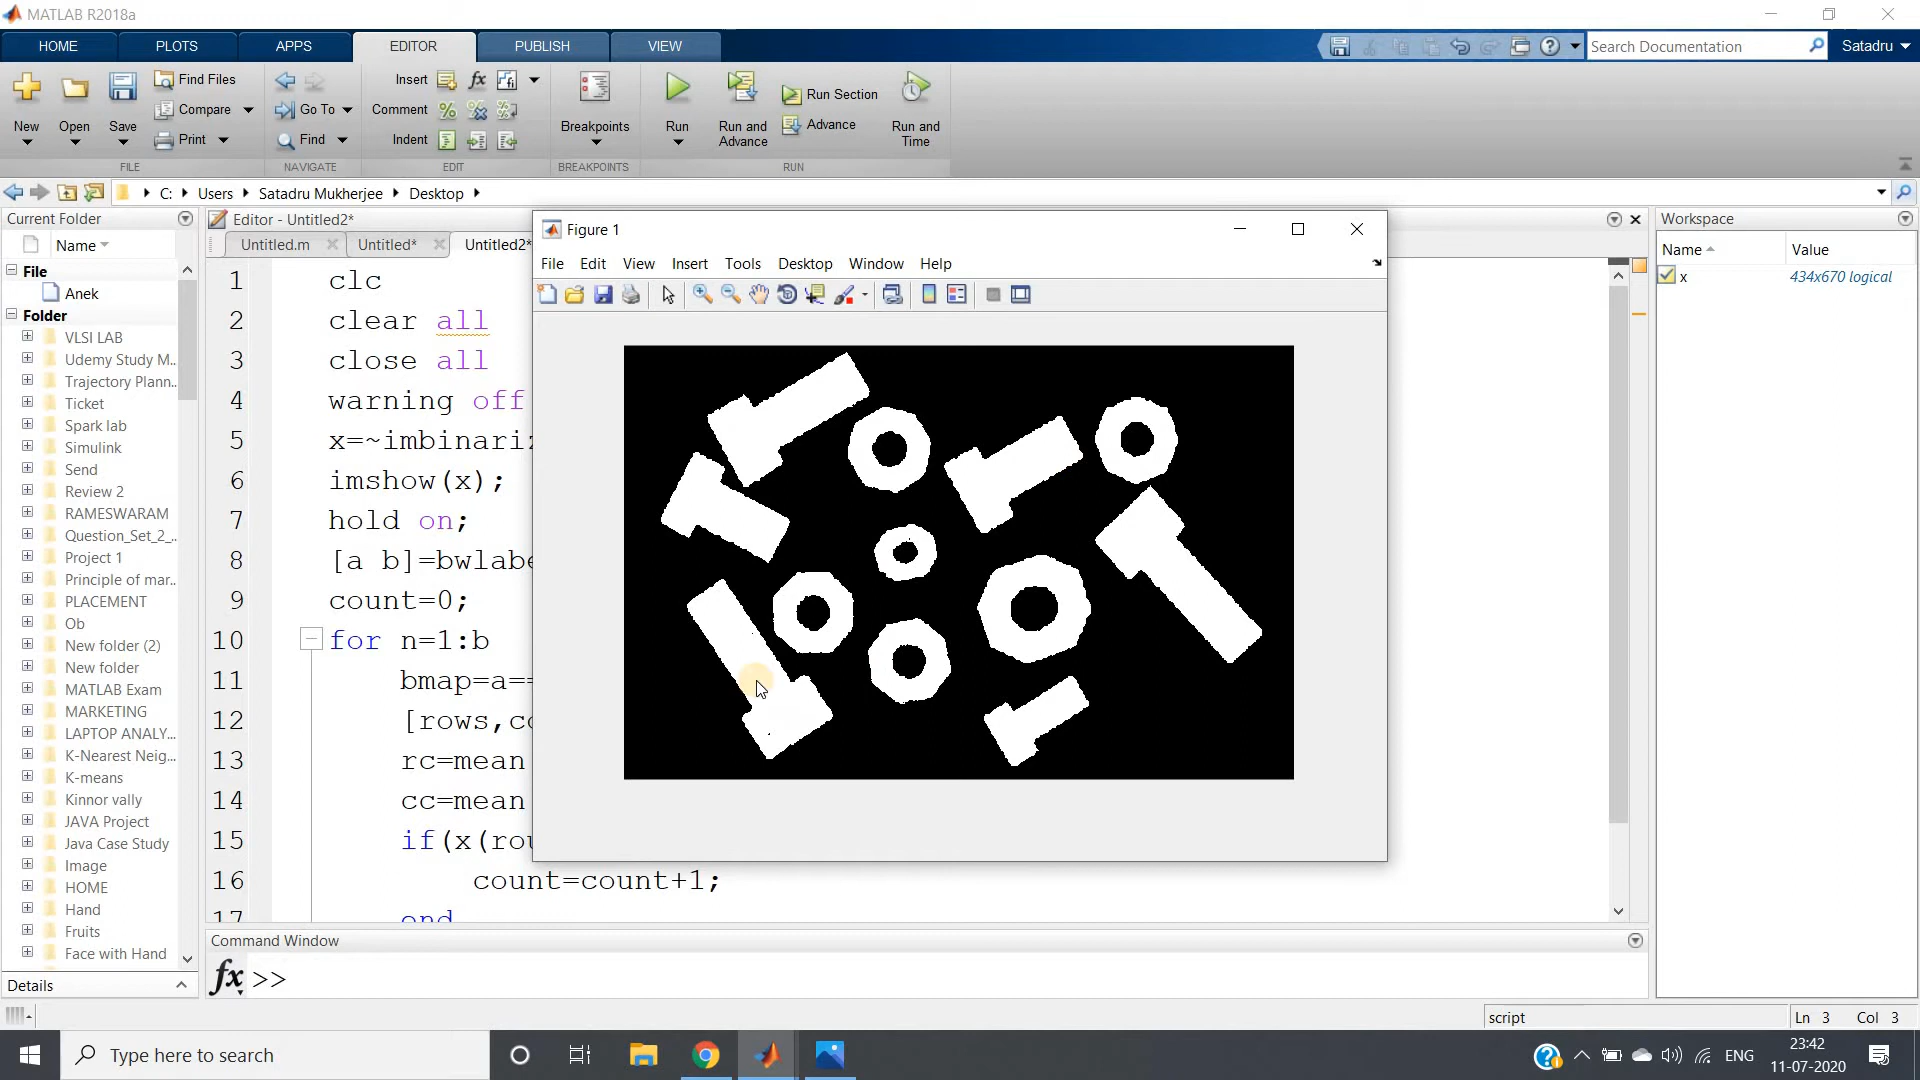 MATLAB R2018a
HOME PLOTS APPS EDITOR PUBLISH VIEW
Search Documentation
Satadru
New
Open
Save
Find Files
Compare
Print
FILE
Go To
Find
NAVIGATE
Insert
Comment
Indent
EDIT
Breakpoints
BREAKPOINTS
Run
Run and Advance
Run Section
Advance
Run and Time
RUN
C: Users Satadru Mukherjee Desktop
Current Folder
Name
File
Anek
Folder
VLSI LAB
Udemy Study M..
Trajectory Plann..
Ticket
Spark lab
Simulink
Send
Review 2
RAMESWARAM
Question_Set_2_..
Project 1
Principle of mar..
PLACEMENT
Ob
New folder (2)
New folder
MATLAB Exam
MARKETING
LAPTOP ANALY...
K-Nearest Neig...
K-means
Kinnor vally
JAVA Project
Java Case Study
Image
HOME
Hand
Fruits
Face with Hand
Details
Editor - Untitled2*
Untitled.m Untitled* Untitled2*
1 clc
2 clear all
3 close all
4 warning off
5 x=~imbinariz
6 imshow(x);
7 hold on;
8 [a b]=bwlabe
9 count=0;
10 for n=1:b
11 bmap=a==
12 [rows,co
13 rc=mean
14 cc=mean
15 if(x(rou
16 count=count+1;
17 end
Figure 1
File Edit View Insert Tools Desktop Window Help
Command Window
fx >>
Workspace
Name Value
x 434x670 logical
script
Ln 3 Col 3
Type here to search
ENG
23:42
11-07-2020